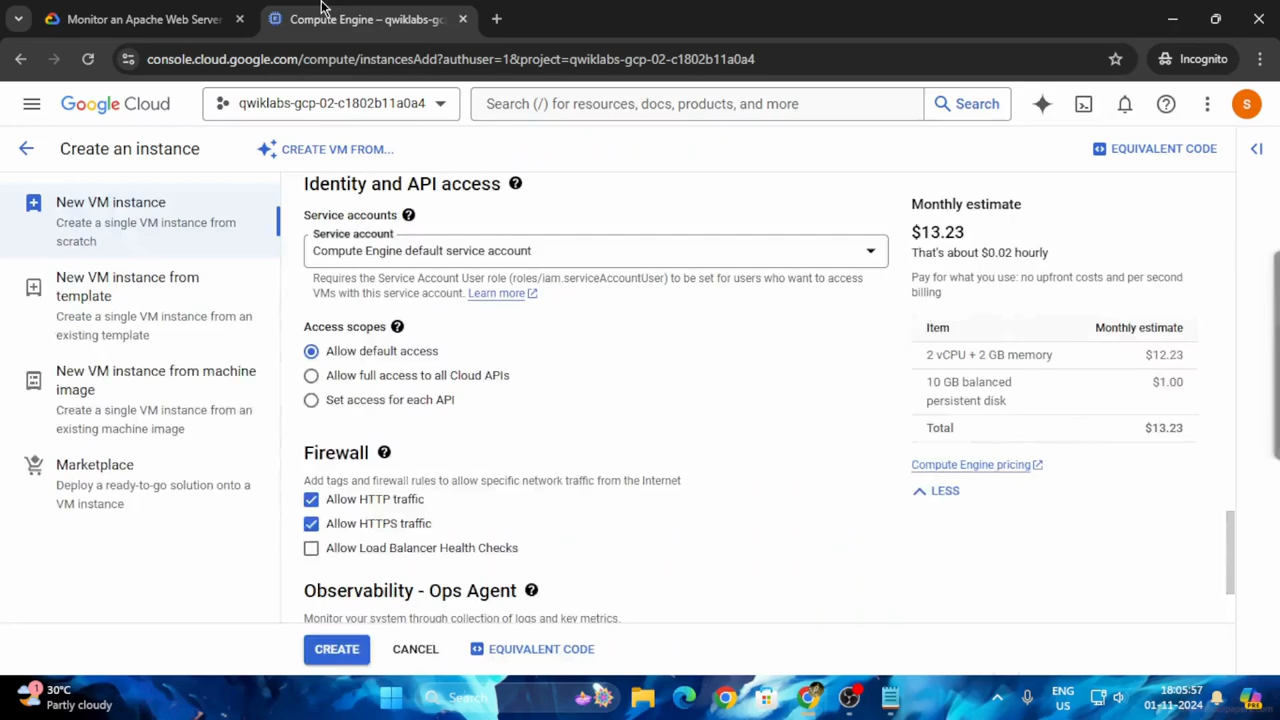 Monitor an Apache Web Server
Compute Engine – qwiklabs-gc
console.cloud.google.com/compute/instancesAdd?authuser=1&project=qwiklabs-gcp-02-c1802b11a0a4
Incognito
Google Cloud
qwiklabs-gcp-02-c1802b11a0a4
Search (/) for resources, docs, products, and more
Search
S
Create an instance
CREATE VM FROM...
EQUIVALENT CODE
New VM instance
Create a single VM instance from
scratch
New VM instance from
template
Create a single VM instance from an
existing template
New VM instance from machine
image
Create a single VM instance from an
existing machine image
Marketplace
Deploy a ready-to-go solution onto a
VM instance
Identity and API access
Service accounts
Service account
Compute Engine default service account
Requires the Service Account User role (roles/iam.serviceAccountUser) to be set for users who want to access
VMs with this service account. Learn more
Access scopes
Allow default access
Allow full access to all Cloud APIs
Set access for each API
Firewall
Add tags and firewall rules to allow specific network traffic from the Internet
Allow HTTP traffic
Allow HTTPS traffic
Allow Load Balancer Health Checks
Observability - Ops Agent
Monitor your system through collection of logs and key metrics.
CREATE
CANCEL
EQUIVALENT CODE
Monthly estimate
$13.23
That's about $0.02 hourly
Pay for what you use: no upfront costs and per second
billing
Item Monthly estimate
2 vCPU + 2 GB memory $12.23
10 GB balanced
persistent disk $1.00
Total $13.23
Compute Engine pricing
LESS
1
30°C
Partly cloudy
Search
ENG
US
18:05:57
01-11-2024
PRE